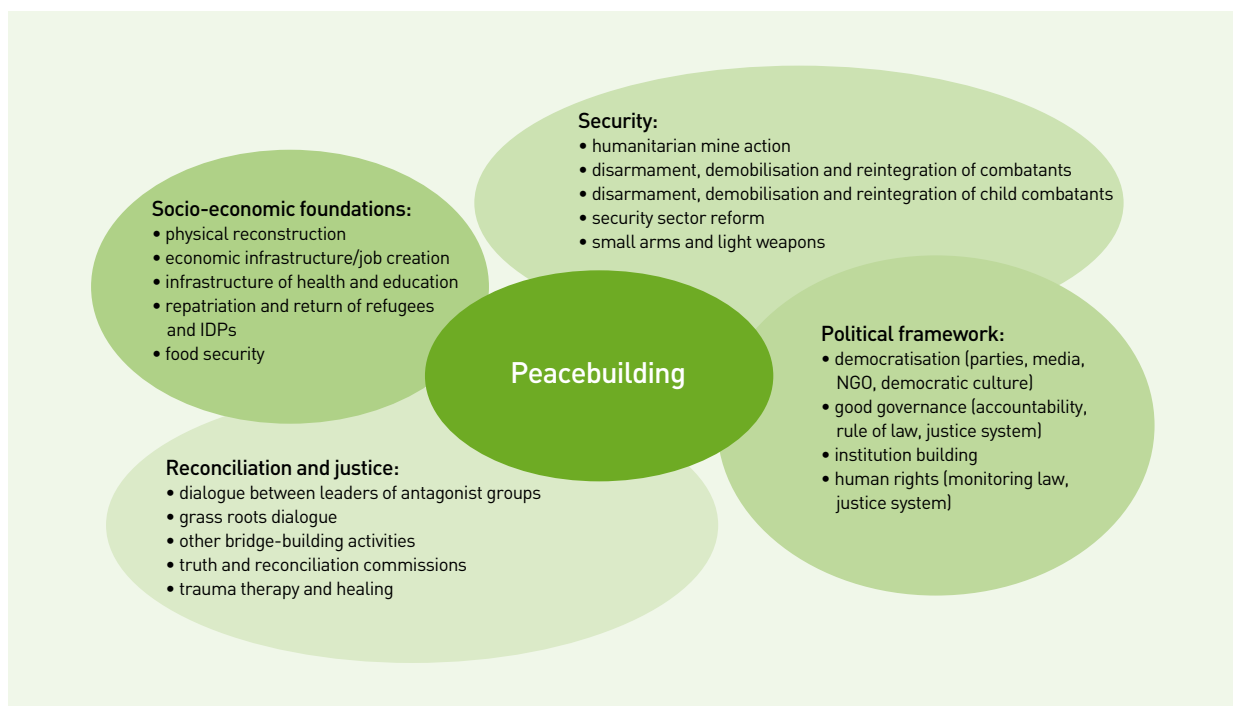 Security:
• humanitarian mine action
• disarmament, demobilisation and reintegration of combatants
• disarmament, demobilisation and reintegration of child combatants
• security sector reform
• small arms and light weapons
Socio-economic foundations:
• physical reconstruction
• economic infrastructure/job creation
• infrastructure of health and education
• repatriation and return of refugees
and IDPs
• food security
Peacebuilding
Political framework:
• democratisation (parties, media,
NGO, democratic culture)
• good governance (accountability,
rule of law, justice system)
• institution building
• human rights (monitoring law,
justice system)
Reconciliation and justice:
• dialogue between leaders of antagonist groups
• grass roots dialogue
• other bridge-building activities
• truth and reconciliation commissions
• trauma therapy and healing